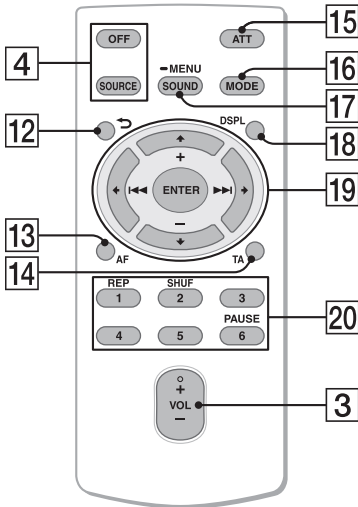 4
OFF
ATT
15
MENU
16
SOURCE
SOUND
MODE
17
12
DSPL
18
+
ENTER
19
−
13
AF
TA
14
REP
SHUF
1
2
3
PAUSE
20
4
5
6
+
VOL
3
−